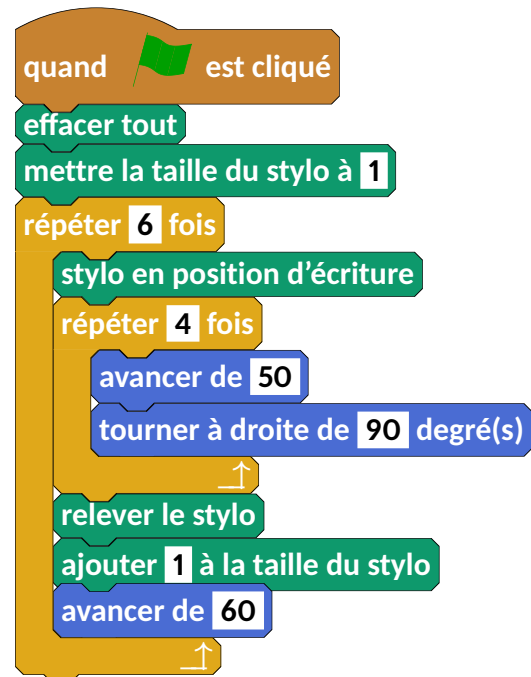 quand est cliqué
effacer tout
mettre la taille du stylo à 1
répéter 6 fois
stylo en position d’écriture
répéter 4 fois
avancer de 50
tourner à droite de 90 degré(s)
relever le stylo
ajouter 1 à la taille du stylo
avancer de 60